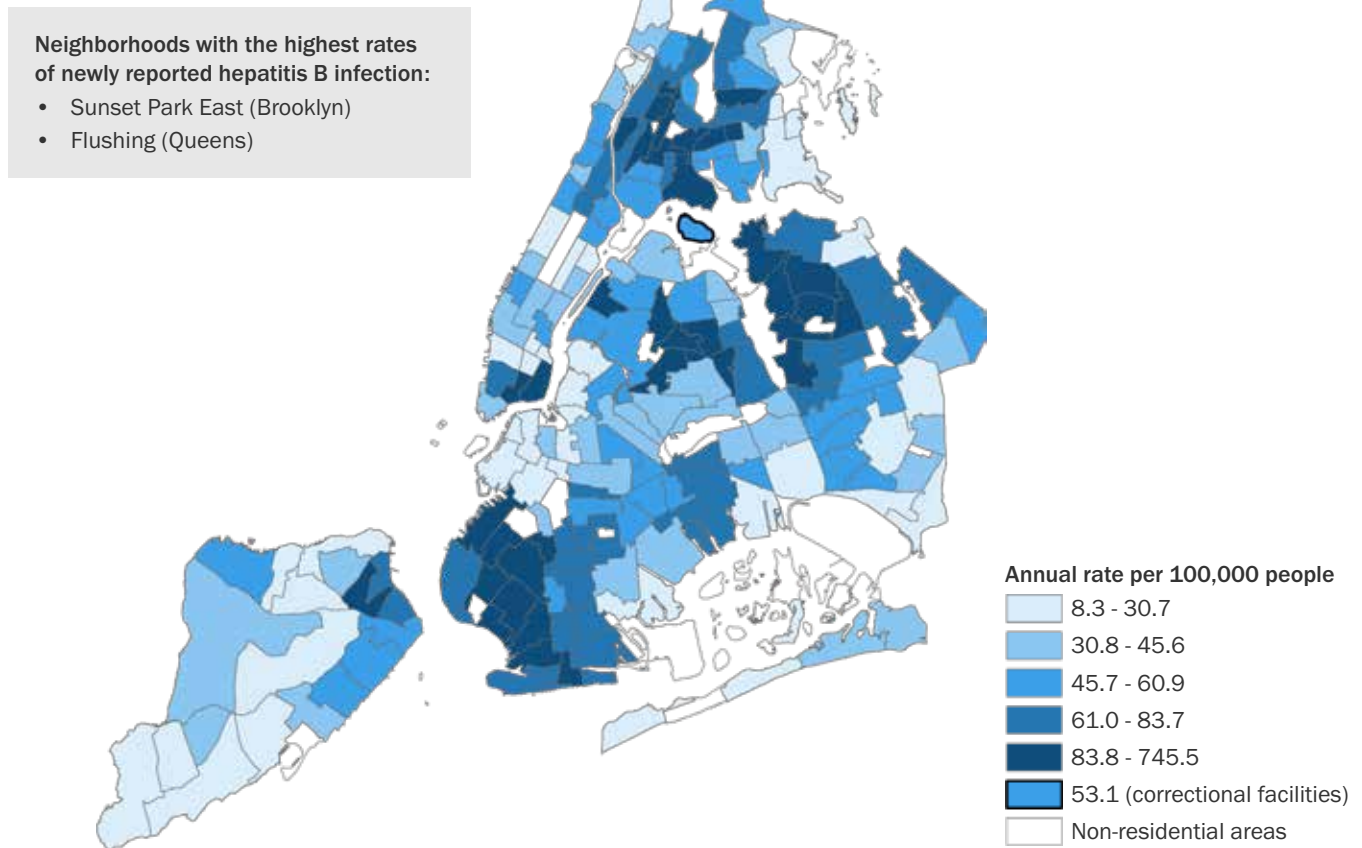 Neighborhoods with the highest rates
of newly reported hepatitis B infection:
• Sunset Park East (Brooklyn)
• Flushing (Queens)
Annual rate per 100,000 people
8.3 - 30.7
30.8 - 45.6
45.7 - 60.9
61.0 - 83.7
83.8 - 745.5
53.1 (correctional facilities)
Non-residential areas